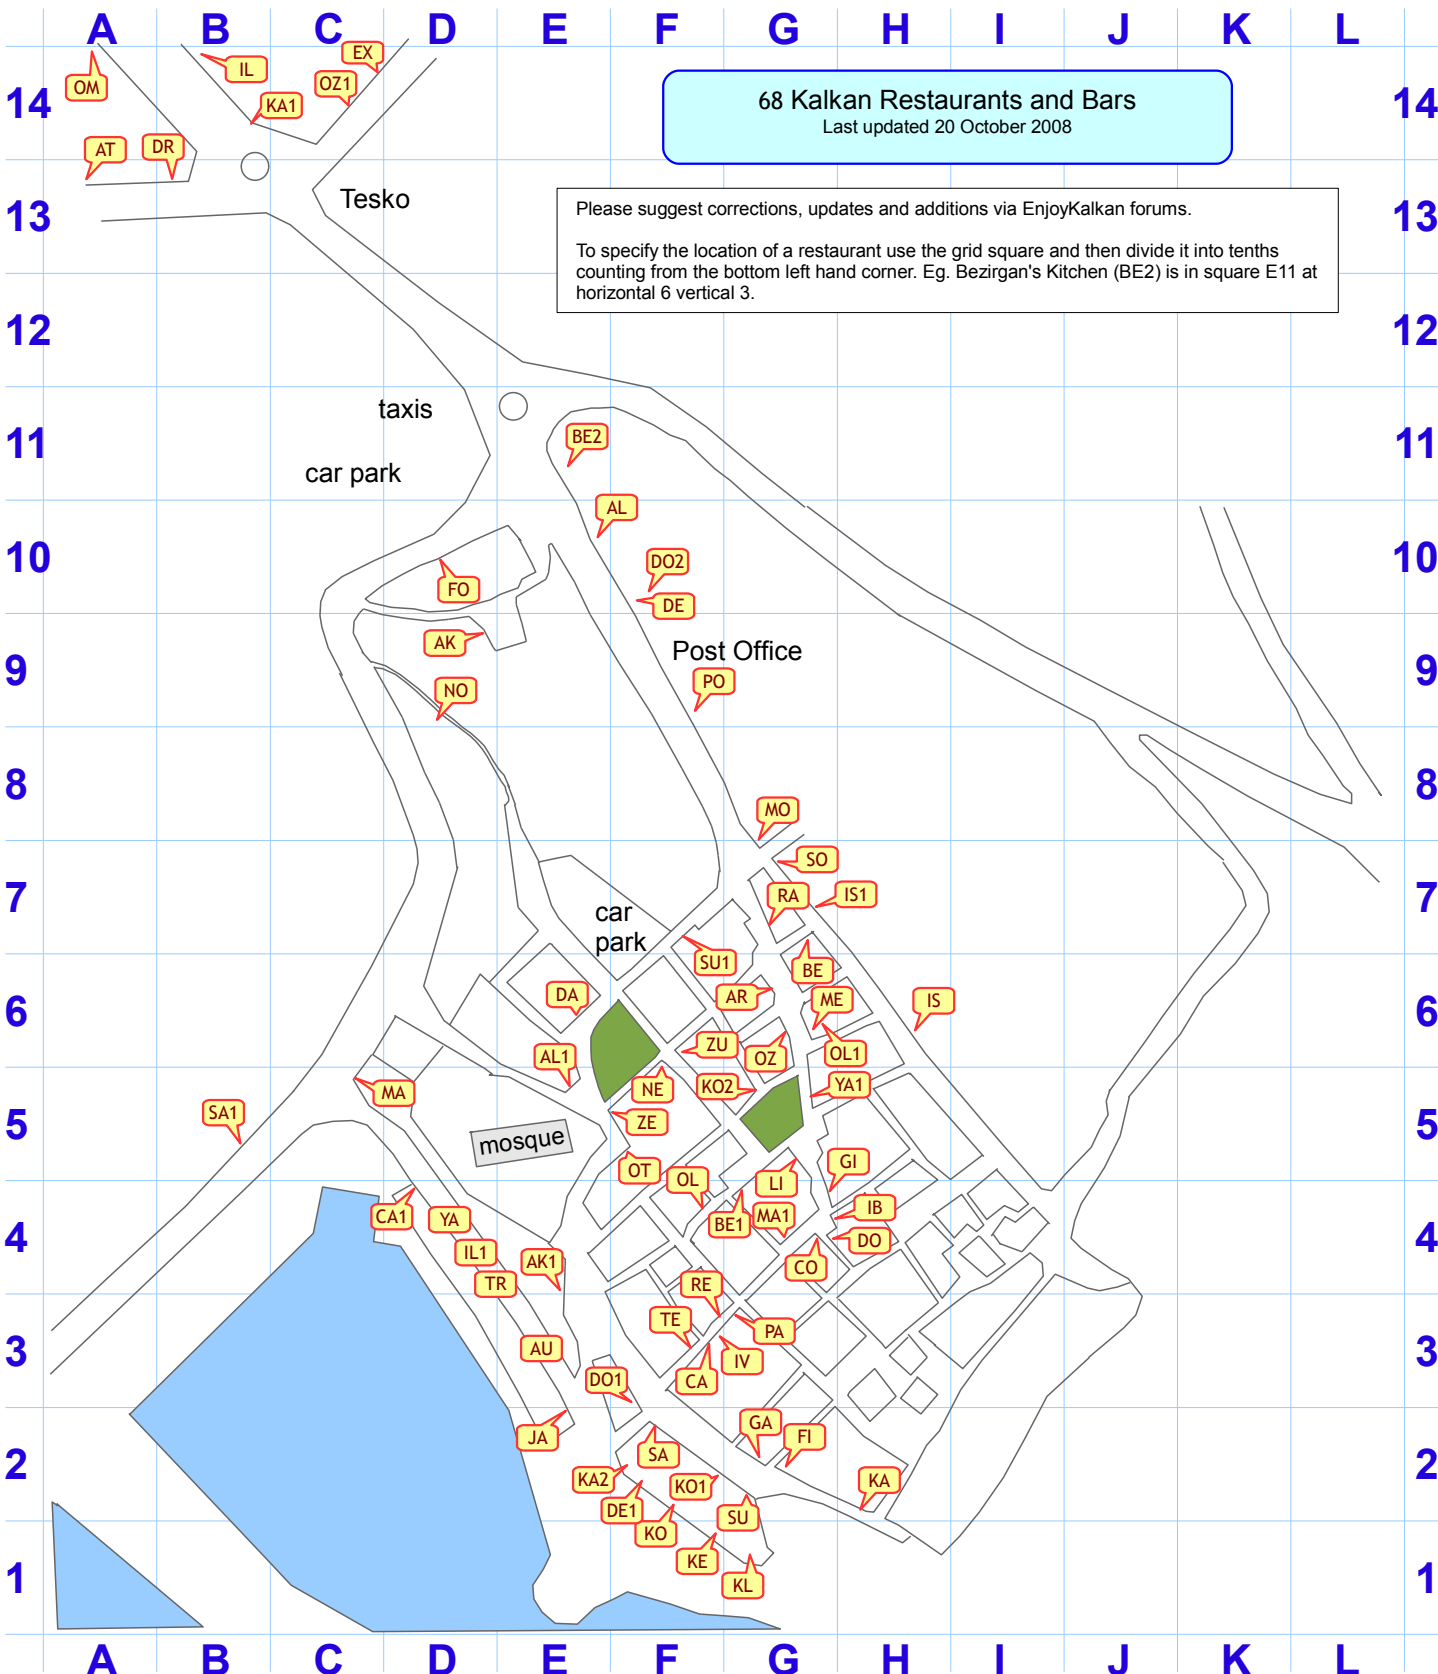 A B C D E F G H I J K L
EX
IL
OZ1
OM
KA1
14
68 Kalkan Restaurants and Bars
14
Last updated 20 October 2008
AT
DR
Tesko
13
13
Please suggest corrections, updates and additions via EnjoyKalkan forums.
To specify the location of a restaurant use the grid square and then divide it into tenths
counting from the bottom left hand corner. Eg. Bezirgan's Kitchen (BE2) is in square E11 at
horizontal 6 vertical 3.
12
12
taxis
BE2
11
11
car park
AL
10
10
DO2
FO
DE
AK
Post Office
9
9
PO
NO
8
8
MO
SO
RA
IS1
7
7
car
park
SU1
BE
DA
AR
ME
IS
6
6
ZU
AL1
OZ
OL1
MA
NE
KO2
YA1
SA1
ZE
5
5
mosque
OT
OL
LI
GI
CA1
YA
BE1
MA1
IB
4
4
IL1
AK1
DO
CO
TR
RE
TE
PA
3
3
AU
IV
DO1
CA
GA
JA
FI
SA
2
2
KA2
KO1
KA
DE1
SU
KO
KE
1
1
KL
A B C D E F G H I J K L